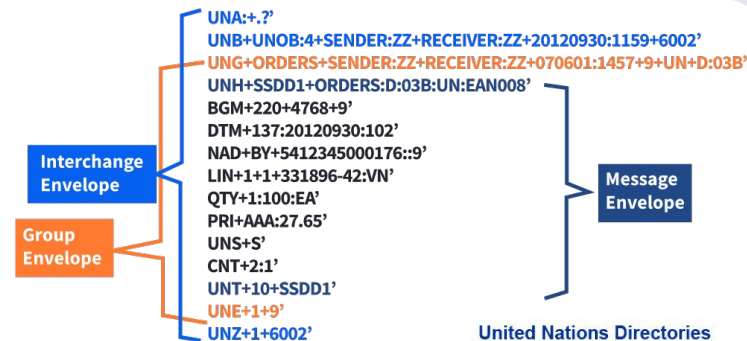 UNA:+.?’
UNB+UNOB:4+SENDER:ZZ+RECEIVER:ZZ+20120930:1159+6002’
UNG+ORDERS+SENDER:ZZ+RECEIVER:ZZ+070601:1457+9+UN+D:03B’
UNH+SSDD1+ORDERS:D:03B:UN:EAN008’
BGM+220+4768+9’
DTM+137:20120930:102’
NAD+BY+5412345000176::9’
LIN+1+1+331896-42:VN’
QTY+1:100:EA’
PRI+AAA:27.65’
UNS+S’
CNT+2:1’
UNT+10+SSDD1’
UNE+1+9’
UNZ+1+6002’
Interchange
Envelope
Group
Envelope
Message
Envelope
United Nations Directories